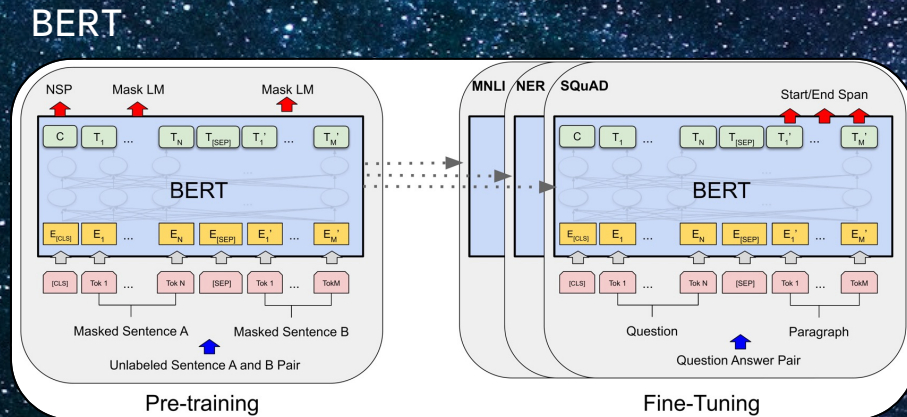 BERT
NSP Mask LM Mask LM
C T1 ... TN T[SEP] T1' ... TM'
... ...
BERT
E[CLS] E1 ... EN E[SEP] E1' ... EM'
[CLS] Tok 1 ... Tok N [SEP] Tok 1 ... TokM
Masked Sentence A Masked Sentence B
Unlabeled Sentence A and B Pair
Pre-training
MNLI NER SQuAD
Start/End Span
C T1 ... TN T[SEP] T1' ... TM'
... ...
BERT
E[CLS] E1 ... EN E[SEP] E1' ... EM'
[CLS] Tok 1 ... Tok N [SEP] Tok 1 ... TokM
Question Paragraph
Question Answer Pair
Fine-Tuning